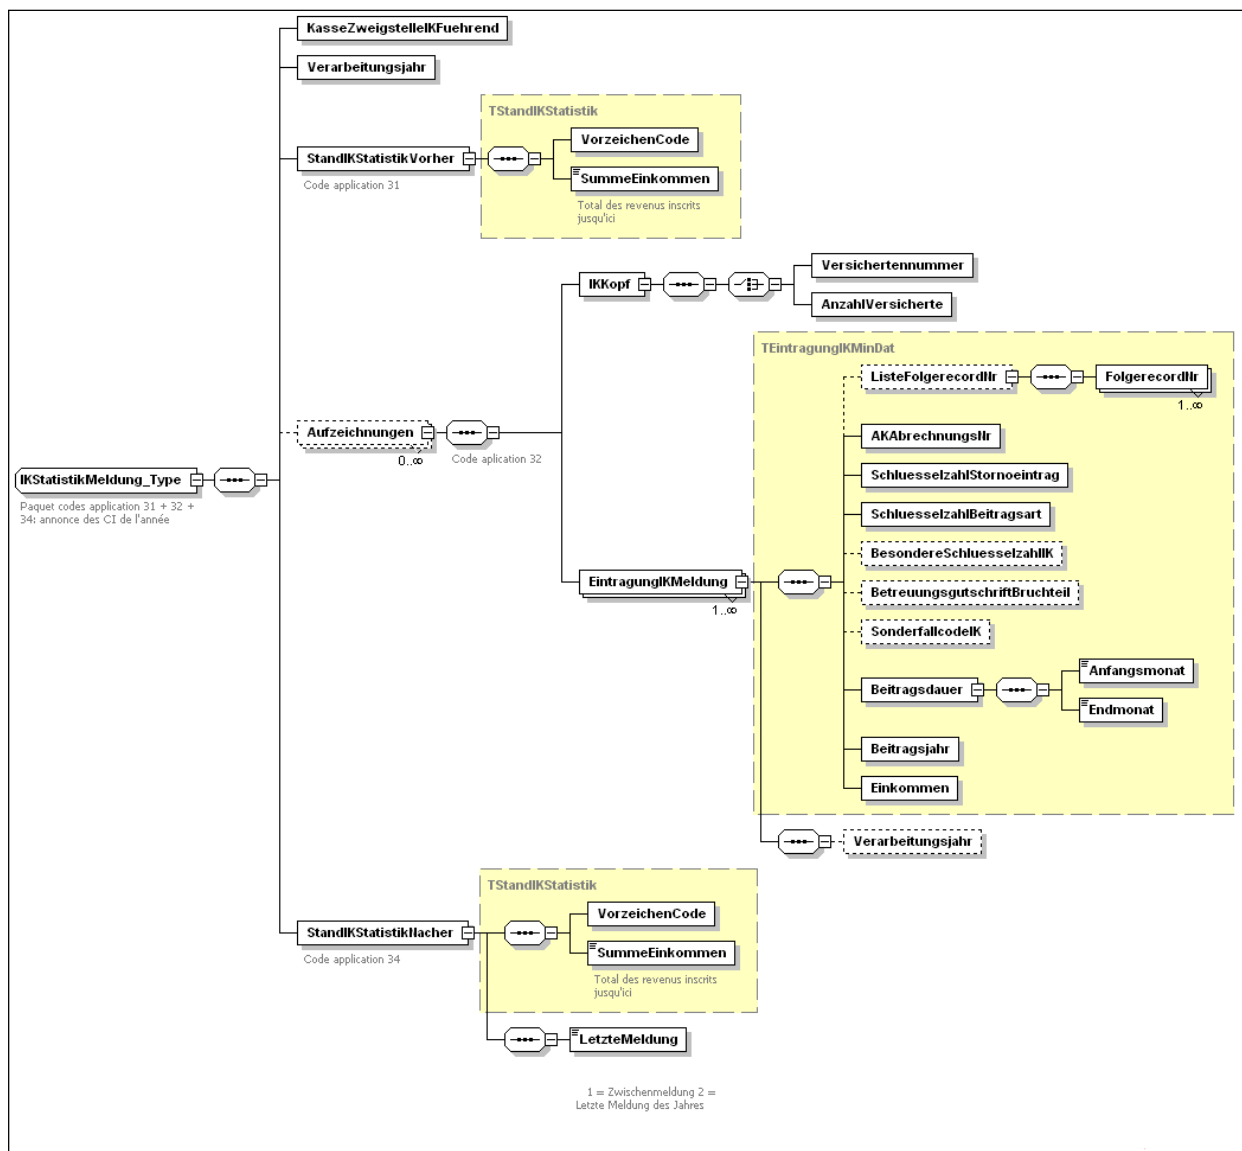 KasseZweigstelleIKFuehrend
Verarbeitungsjahr
TStandIKStatistik
VorzeichenCode
StandIKStatistikVorher
SummeEinkommen
Code application 31
Total des revenus inscrits
jusqu'ici
IKKopf
Versichertennummer
AnzahlVersicherte
TEintragungIKMinDat
ListeFolgerecordNr
FolgerecordNr
1..∞
Aufzeichnungen
0..∞
Code aplication 32
AKAbrechnungsNr
IKStatistikMeldung_Type
Paquet codes application 31 + 32 +
34: annonce des CI de l'année
SchluesselzahlStornoeintrag
SchluesselzahlBeitragsart
BesondereSchluesselzahlIK
EintragungIKMeldung
1..∞
BetreuungsgutschriftBruchteil
SonderfallcodeIK
Beitragsdauer
Anfangsmonat
Endmonat
Beitragsjahr
Einkommen
Verarbeitungsjahr
TStandIKStatistik
VorzeichenCode
StandIKStatistikNacher
SummeEinkommen
Code application 34
Total des revenus inscrits
jusqu'ici
LetzteMeldung
1 = Zwischenmeldung 2 =
Letzte Meldung des Jahres